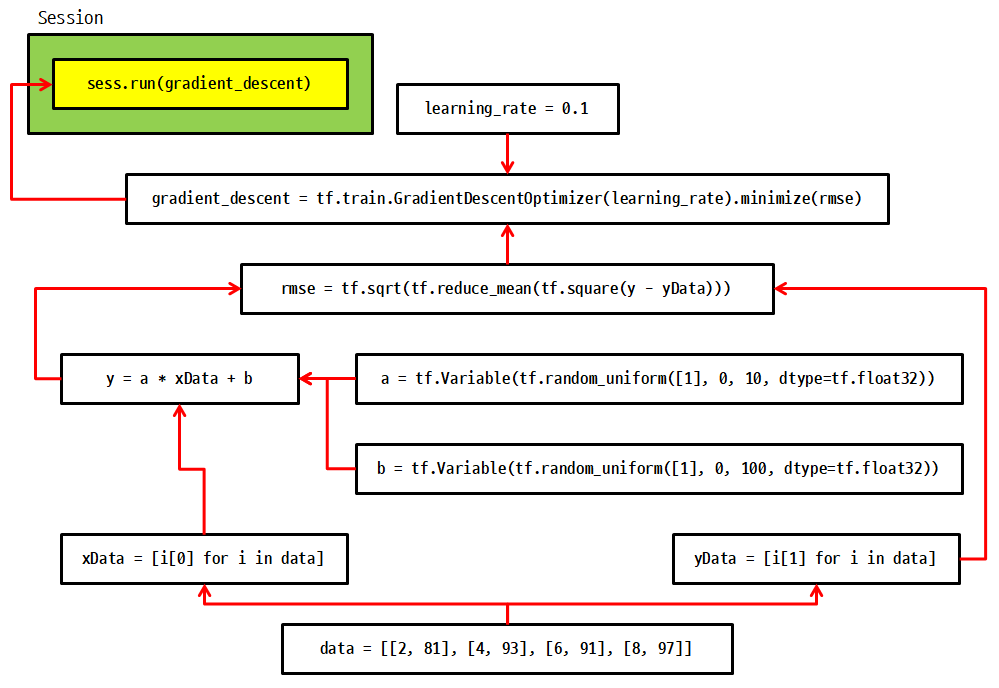 Session
sess.run(gradient_descent)
learning_rate = 0.1
gradient_descent = tf.train.GradientDescentOptimizer(learning_rate).minimize(rmse)
rmse = tf.sqrt(tf.reduce_mean(tf.square(y - yData)))
y = a * xData + b
a = tf.Variable(tf.random_uniform([1], 0, 10, dtype=tf.float32))
b = tf.Variable(tf.random_uniform([1], 0, 100, dtype=tf.float32))
xData = [i[0] for i in data]
yData = [i[1] for i in data]
data = [[2, 81], [4, 93], [6, 91], [8, 97]]